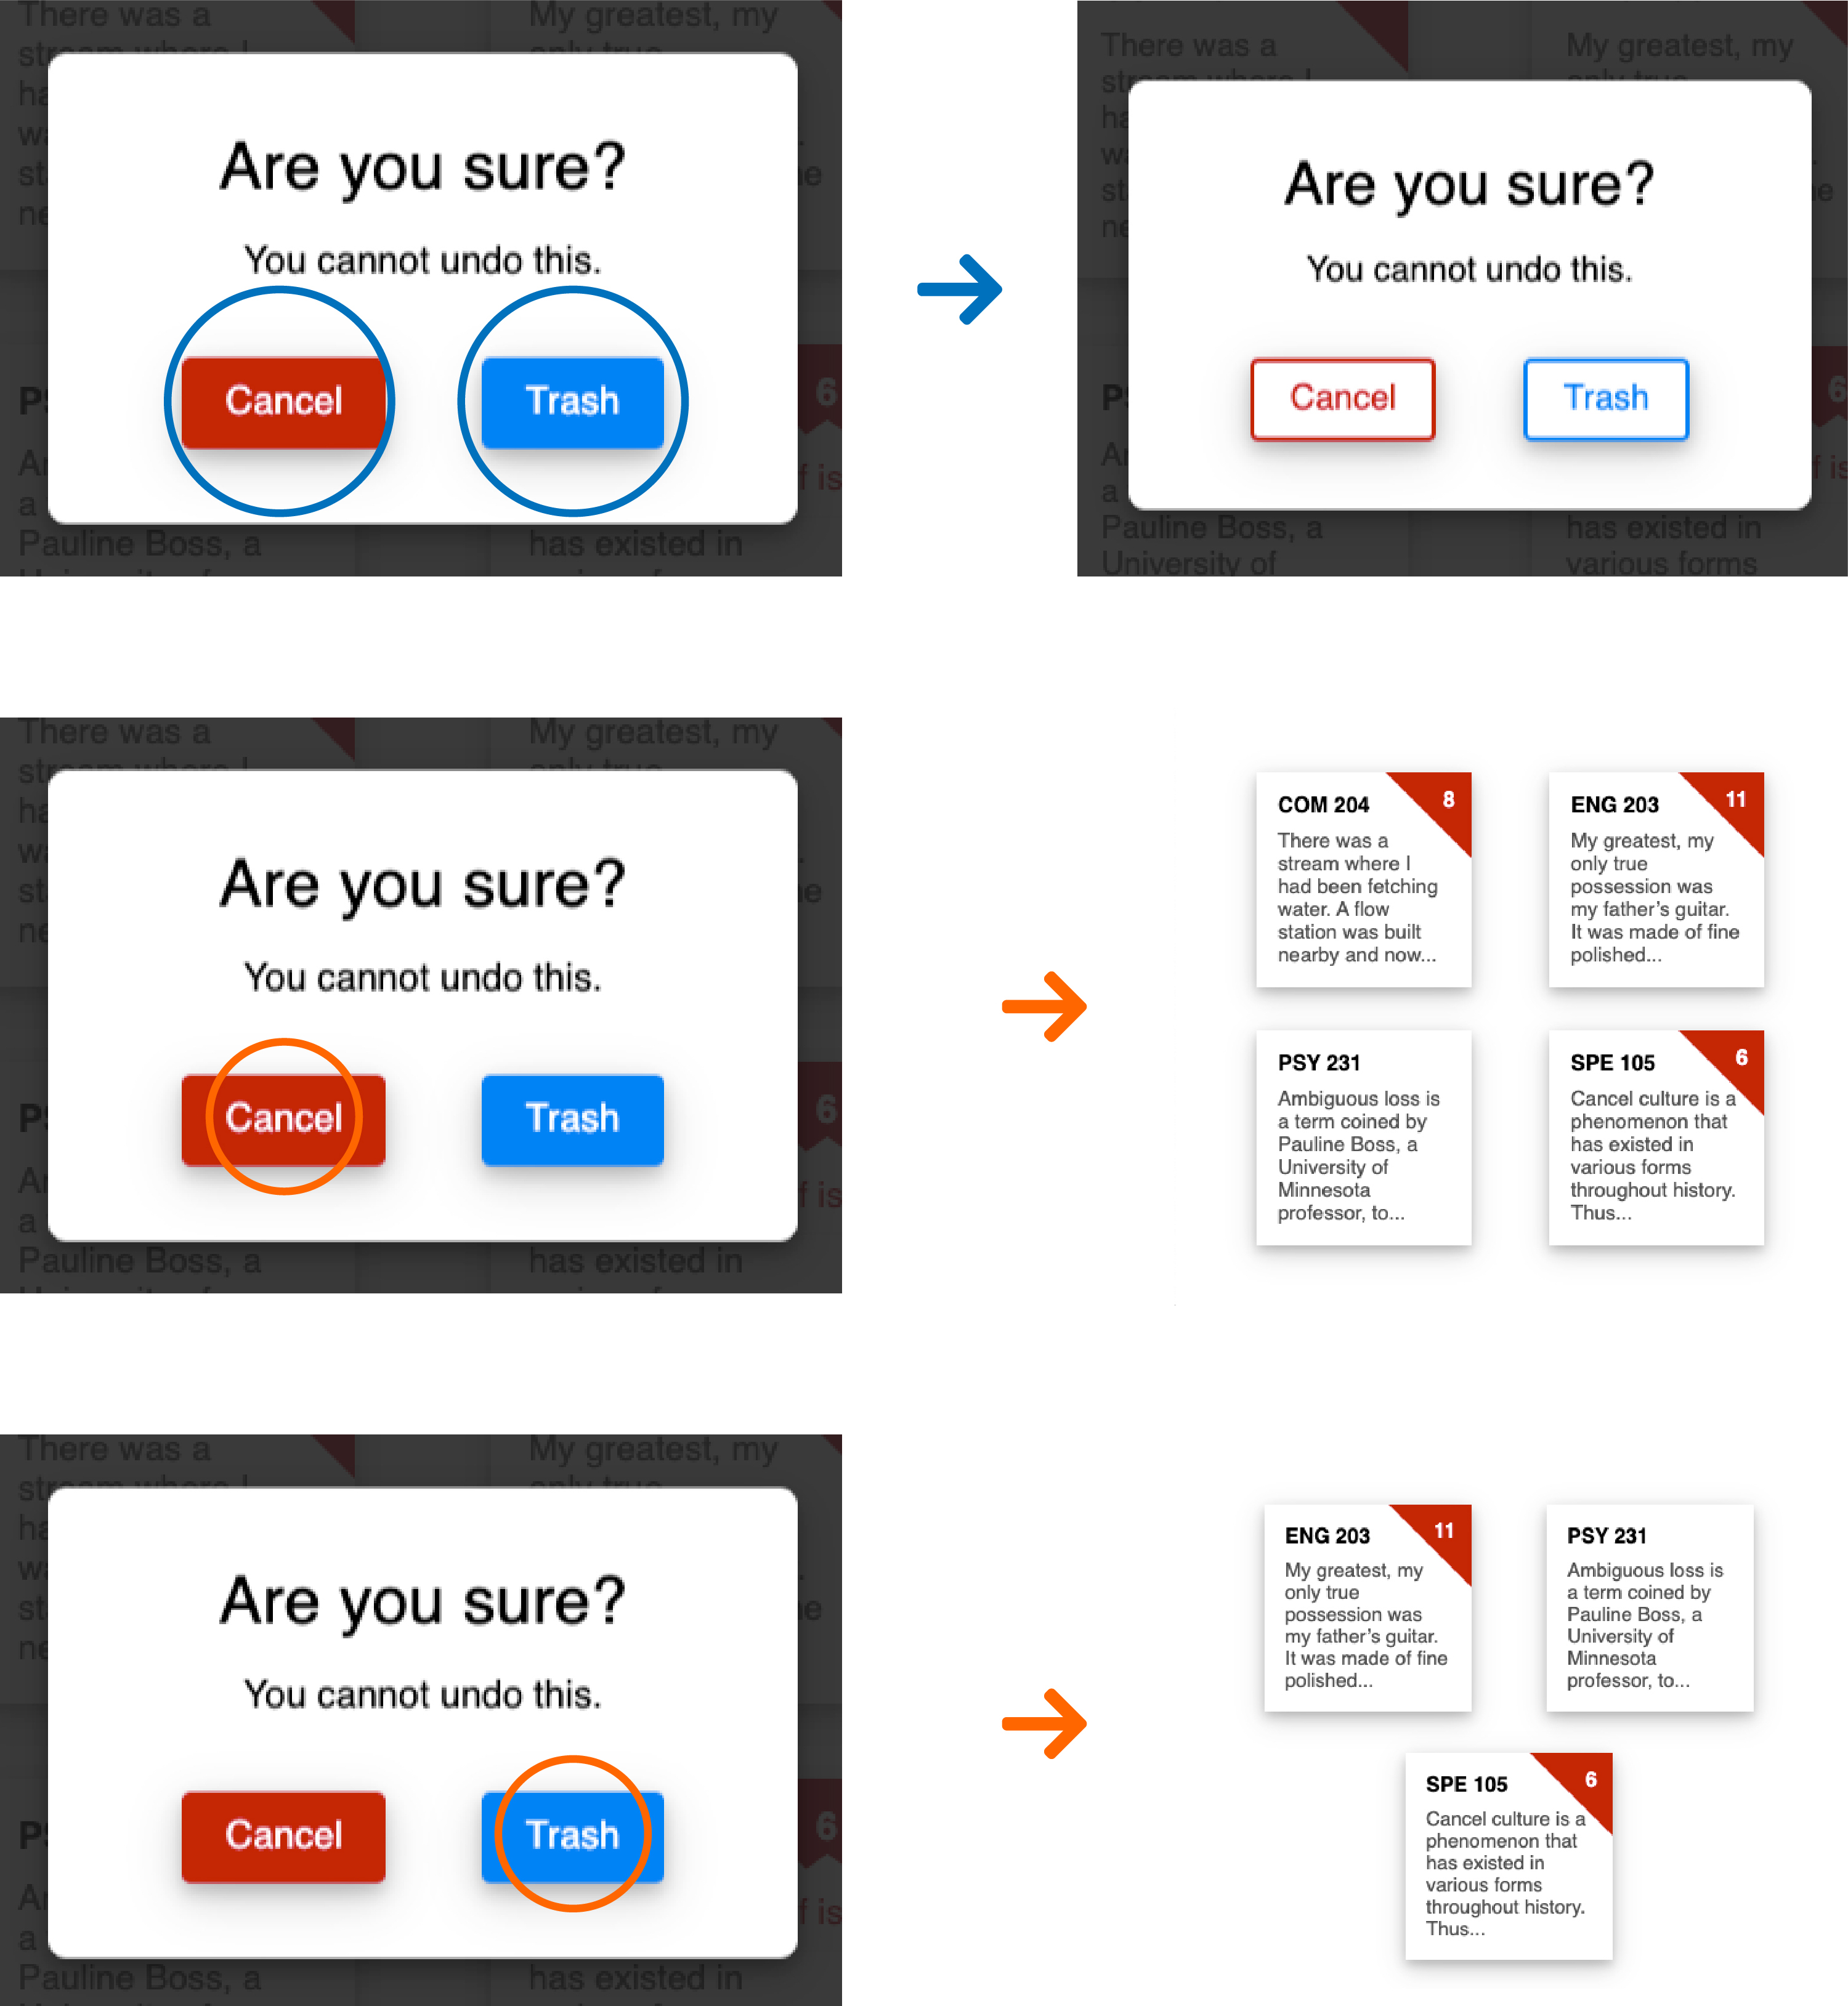 There was a
My greatest, my
Are you sure?
You cannot undo this.
Cancel
Trash
6
Pauline Boss, a
has existed in
There was a
My greatest, my
Are you sure?
You cannot undo this.
Cancel
Trash
Pauline Boss, a
University of
has existed in
various forms
There was a
My greatest, my
Are you sure?
You cannot undo this.
Cancel
Trash
6
Pauline Boss, a
has existed in
COM 204
8
There was a
stream where I
had been fetching
water. A flow
station was built
nearby and now...
ENG 203
11
My greatest, my
only true
possession was
my father’s guitar.
It was made of fine
polished...
PSY 231
Ambiguous loss is
a term coined by
Pauline Boss, a
University of
Minnesota
professor, to...
SPE 105
6
Cancel culture is a
phenomenon that
has existed in
various forms
throughout history.
Thus...
There was a
My greatest, my
Are you sure?
You cannot undo this.
Cancel
Trash
6
Pauline Boss, a
has existed in
ENG 203
11
My greatest, my
only true
possession was
my father’s guitar.
It was made of fine
polished...
PSY 231
Ambiguous loss is
a term coined by
Pauline Boss, a
University of
Minnesota
professor, to...
SPE 105
6
Cancel culture is a
phenomenon that
has existed in
various forms
throughout history.
Thus...